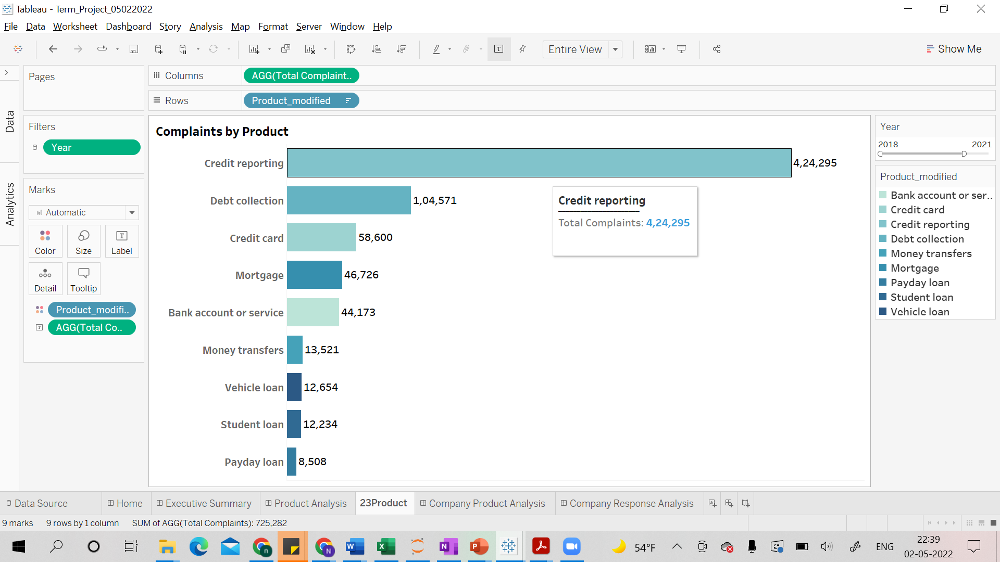 Tableau - Term_Project_05022022
File Data Worksheet Dashboard Story Analysis Map Format Server Window Help
Entire View
Show Me
Pages
Columns
AGG(Total Complaint..
Rows
Product_modified
Data
Analytics
Filters
Year
Marks
Automatic
Color Size Label
Detail Tooltip
Product_modifi..
AGG(Total Co..
Complaints by Product
Credit reporting 4,24,295
Debt collection 1,04,571
Credit card 58,600
Mortgage 46,726
Bank account or service 44,173
Money transfers 13,521
Vehicle loan 12,654
Student loan 12,234
Payday loan 8,508
Credit reporting
Total Complaints: 4,24,295
Year
2018 2021
Product_modified
Bank account or ser..
Credit card
Credit reporting
Debt collection
Money transfers
Mortgage
Payday loan
Student loan
Vehicle loan
Data Source Home Executive Summary Product Analysis 23Product Company Product Analysis Company Response Analysis
9 marks 9 rows by 1 column SUM of AGG(Total Complaints): 725,282
54°F ENG 22:39
02-05-2022